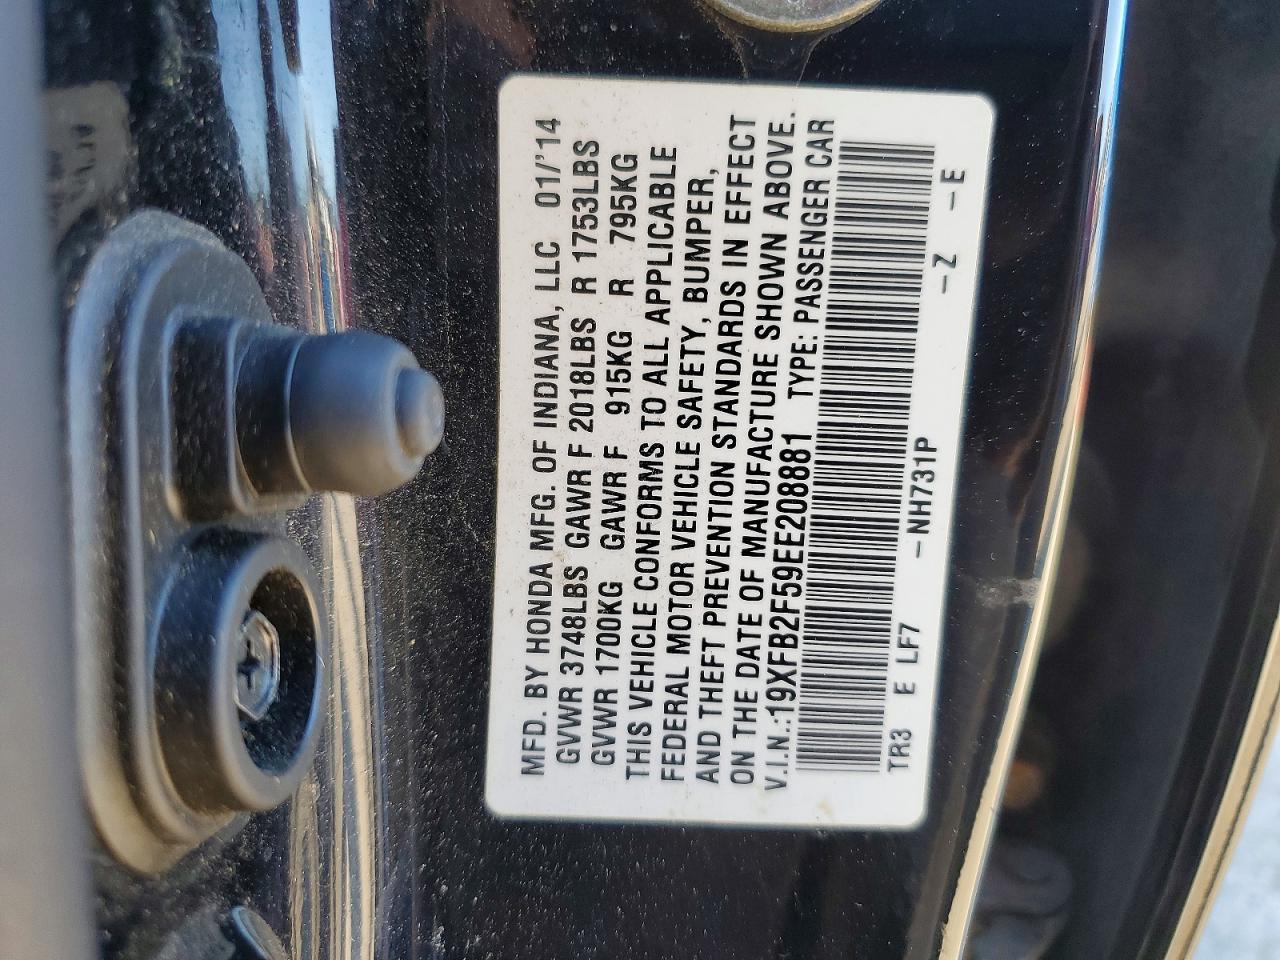 MFD. BY HONDA MFG. OF INDIANA, LLC 01/'14
GVWR 3748LBS GAWR F 2018LBS R 1753LBS
GVWR 1700KG GAWR F 915KG R 795KG
THIS VEHICLE CONFORMS TO ALL APPLICABLE
FEDERAL MOTOR VEHICLE SAFETY, BUMPER,
AND THEFT PREVENTION STANDARDS IN EFFECT
ON THE DATE OF MANUFACTURE SHOWN ABOVE.
V.I.N.:19XFB2F59EE208881 TYPE: PASSENGER CAR
TR3 E LF7 -NH731P -Z -E